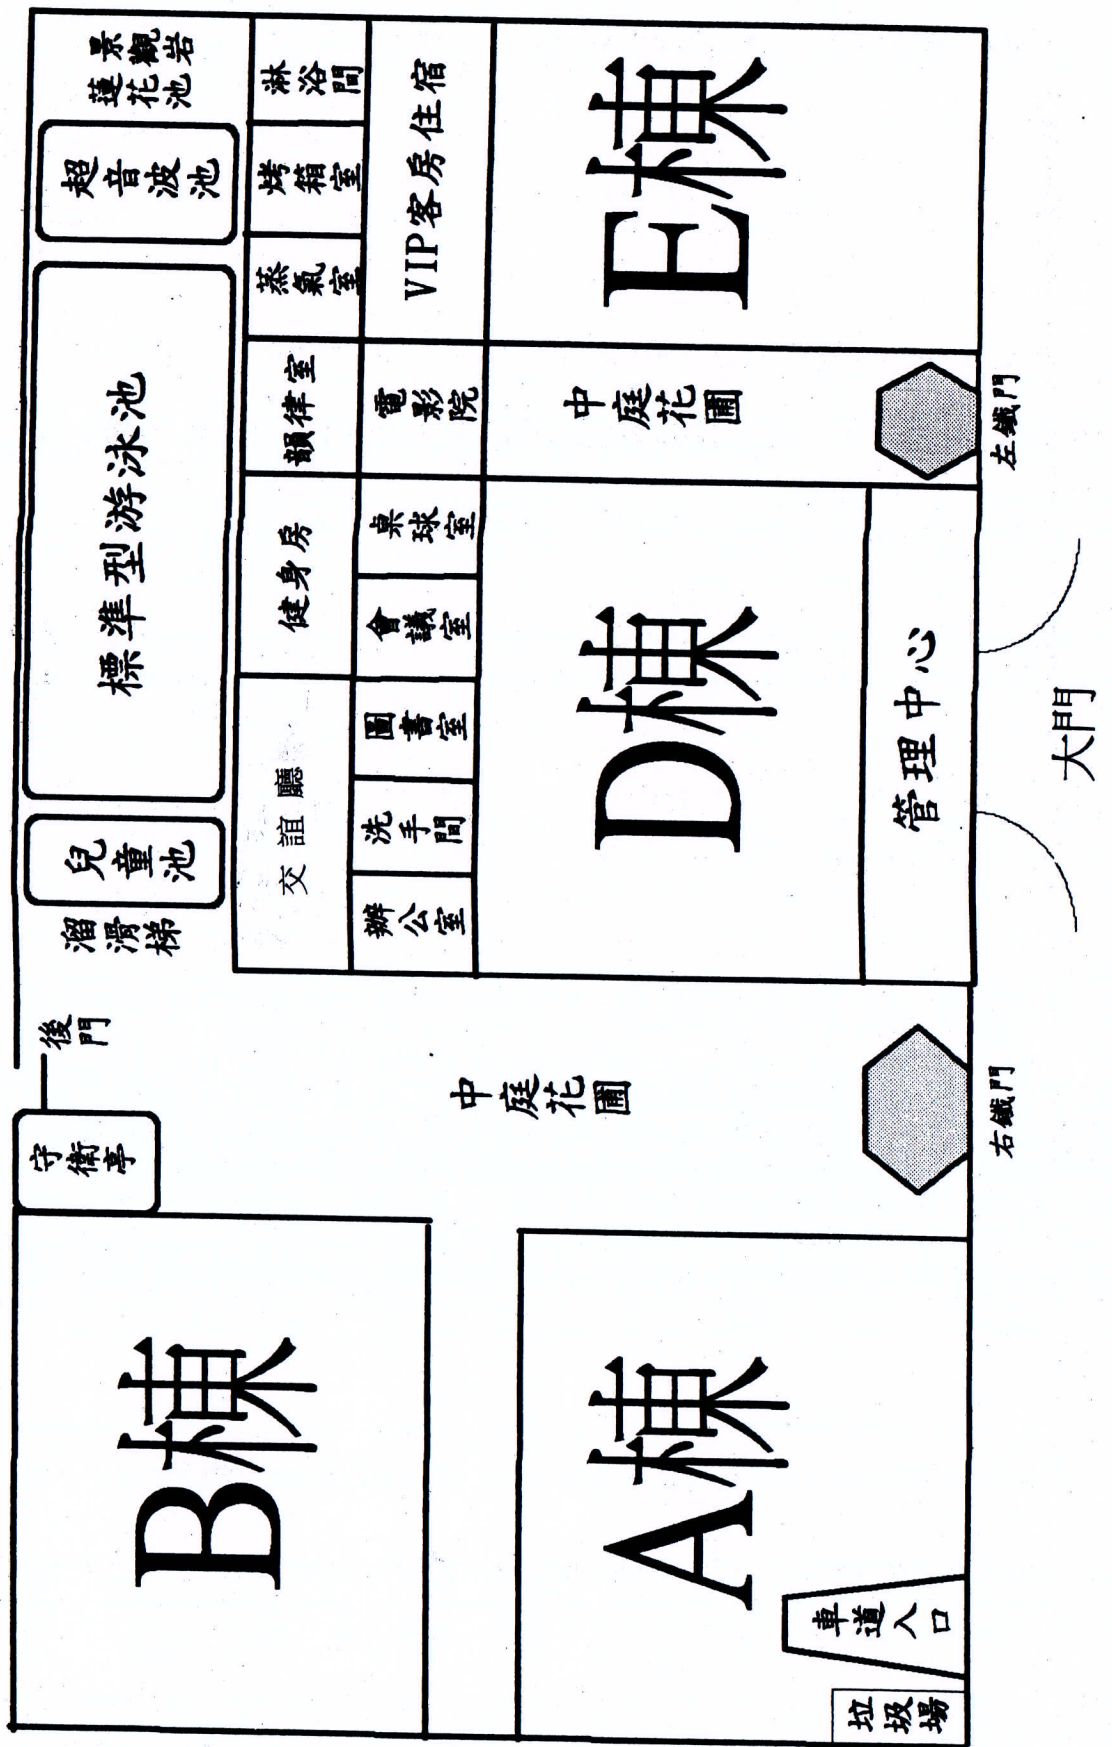 B棟
守衛亭
後門
溜滑梯
兒童池
標準型游泳池
超音波池
景觀岩
蓮花池
交誼廳
健身房
韻律室
蒸氣室
烤箱室
淋浴間
辦公室
洗手間
圖書室
會議室
桌球室
電影院
VIP客房住宿
中庭花圃
A棟
D棟
中庭花圃
E棟
垃圾場
車道入口
管理中心
右鐵門
大門
左鐵門